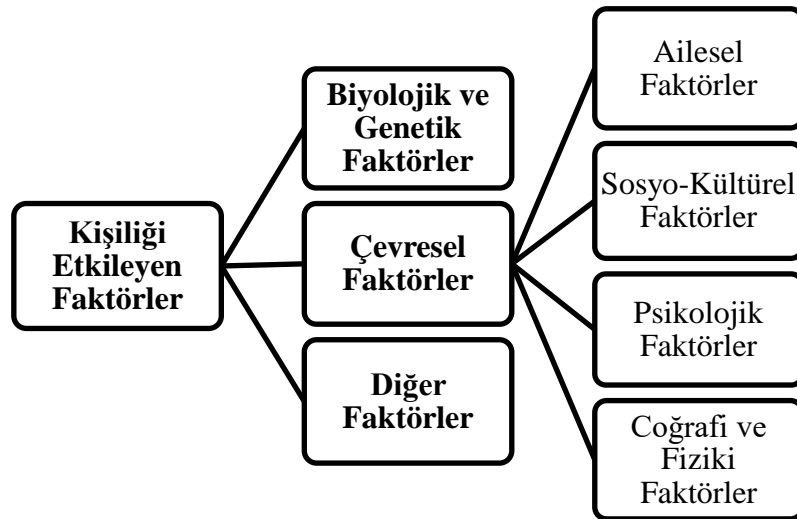 Kişiliği
Etkileyen
Faktörler
Biyolojik ve
Genetik
Faktörler
Çevresel
Faktörler
Diğer
Faktörler
Ailesel
Faktörler
Sosyo-Kültürel
Faktörler
Psikolojik
Faktörler
Coğrafi ve
Fiziki
Faktörler